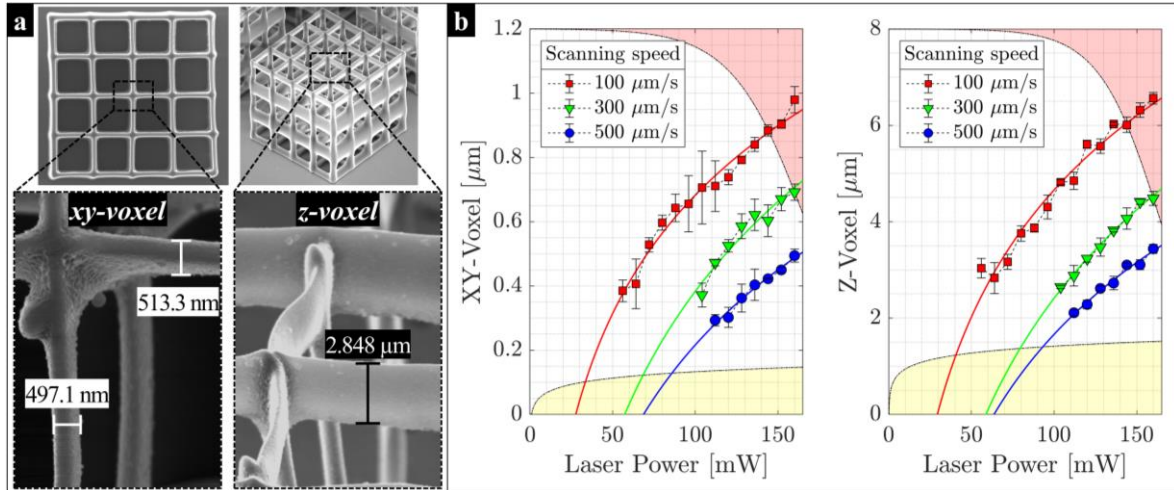 a
xy-voxel
513.3 nm
497.1 nm
z-voxel
2.848 μm
b
1.2
1
0.8
0.6
0.4
0.2
0
XY-Voxel [μm]
Scanning speed
100 μm/s
300 μm/s
500 μm/s
0 50 100 150
Laser Power [mW]
8
6
4
2
0
Z-Voxel [μm]
Scanning speed
100 μm/s
300 μm/s
500 μm/s
0 50 100 150
Laser Power [mW]